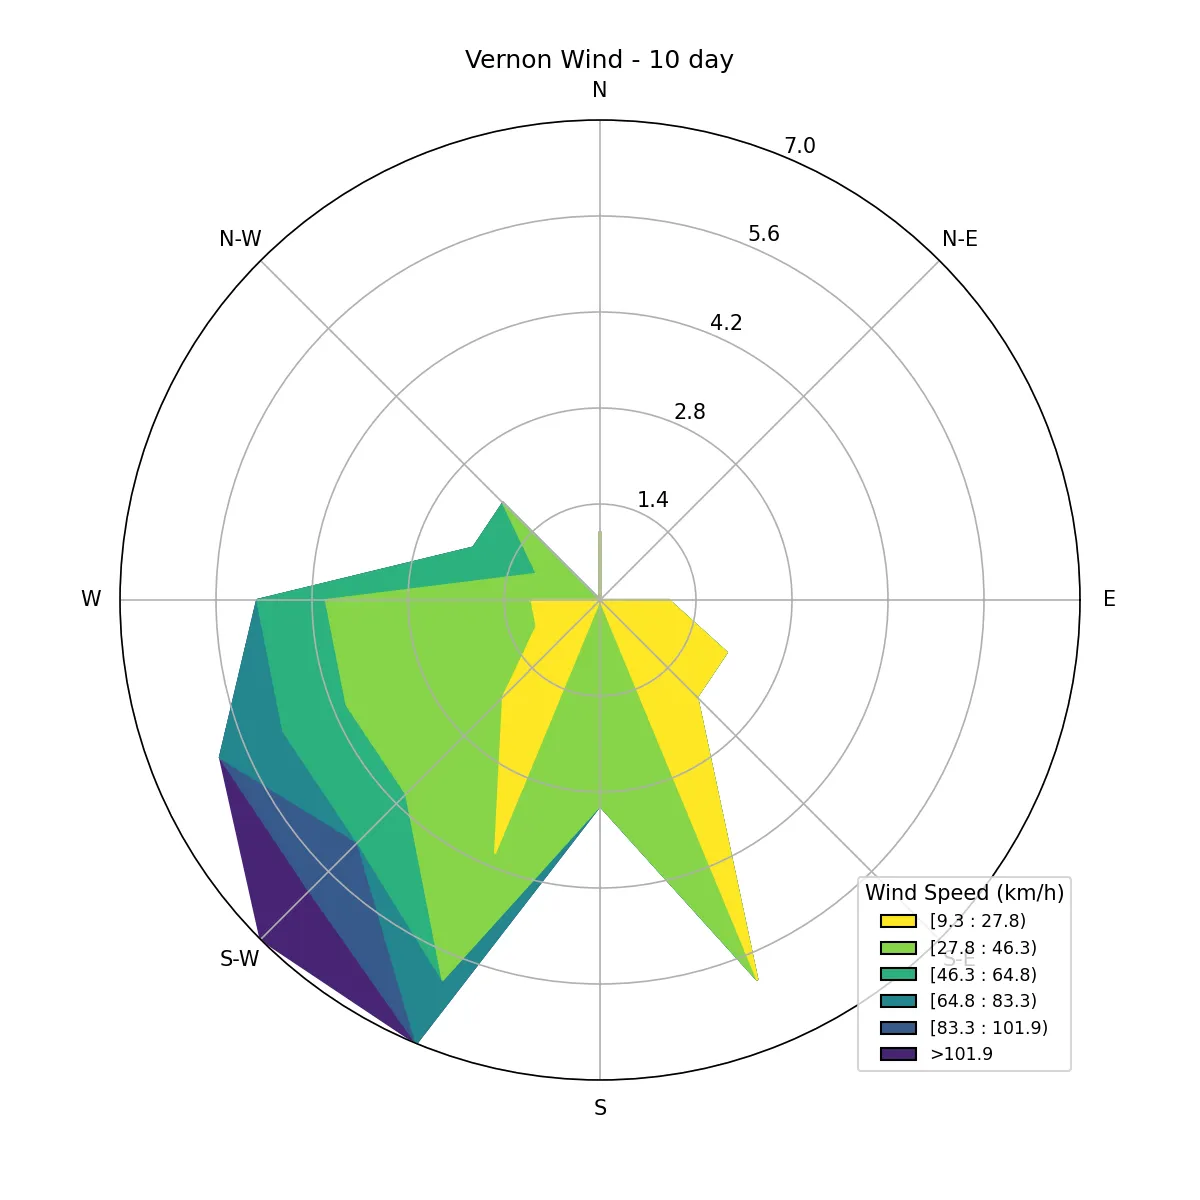 Vernon Wind - 10 day
N
7.0
5.6
N-W
N-E
4.2
2.8
1.4
W
E
Wind Speed (km/h)
[9.3 : 27.8)
[27.8 : 46.3)
S-W
S-E
[46.3 : 64.8)
[64.8 : 83.3)
[83.3 : 101.9)
>101.9
S